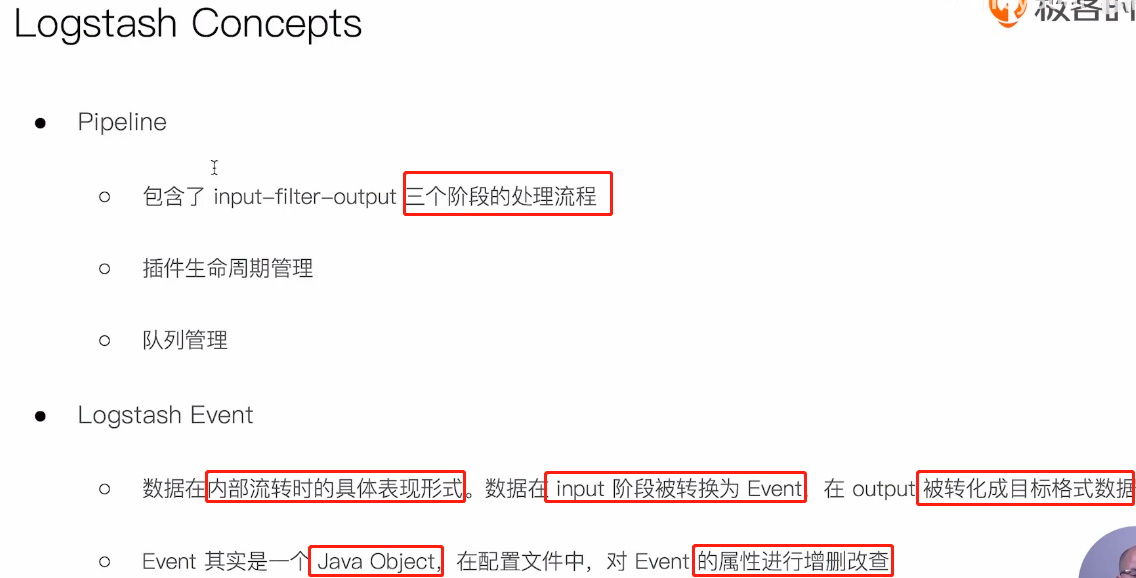 Logstash Concepts
极客时
● Pipeline
○ 包含了 input-filter-output 三个阶段的处理流程
○ 插件生命周期管理
○ 队列管理
● Logstash Event
○ 数据在内部流转时的具体表现形式。数据在 input 阶段被转换为 Event，在 output 被转化成目标格式数据
○ Event 其实是一个 Java Object，在配置文件中，对 Event 的属性进行增删改查